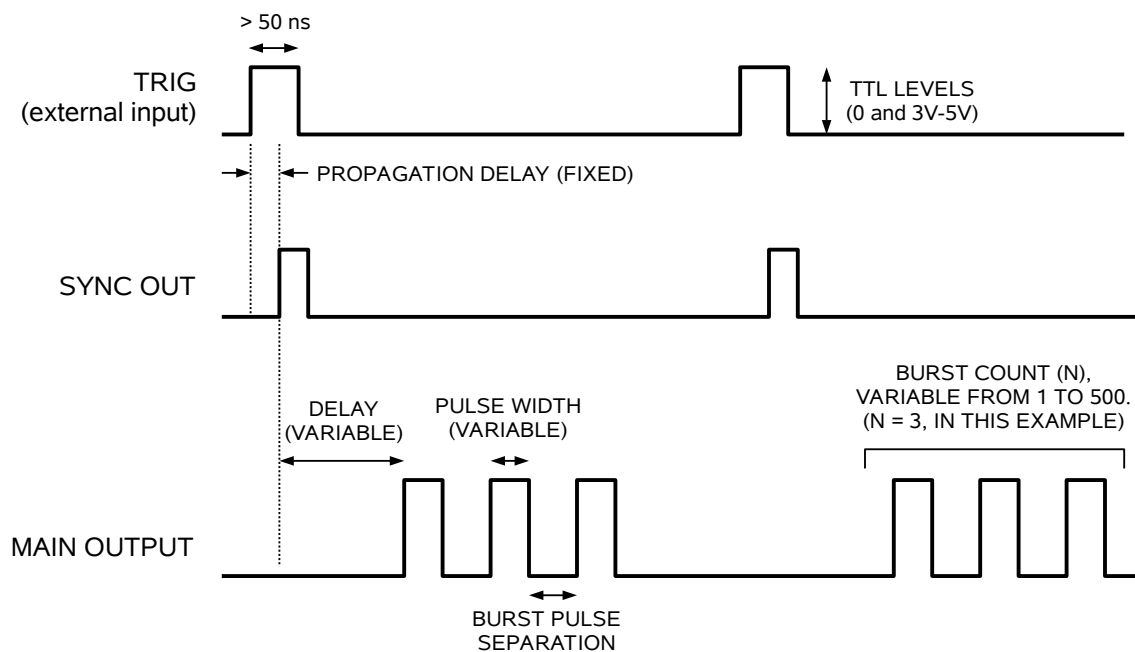 > 50 ns
TRIG
(external input)
TTL LEVELS
(0 and 3V-5V)
PROPAGATION DELAY (FIXED)
SYNC OUT
BURST COUNT (N),
VARIABLE FROM 1 TO 500.
(N = 3, IN THIS EXAMPLE)
DELAY
(VARIABLE)
PULSE WIDTH
(VARIABLE)
MAIN OUTPUT
BURST PULSE
SEPARATION